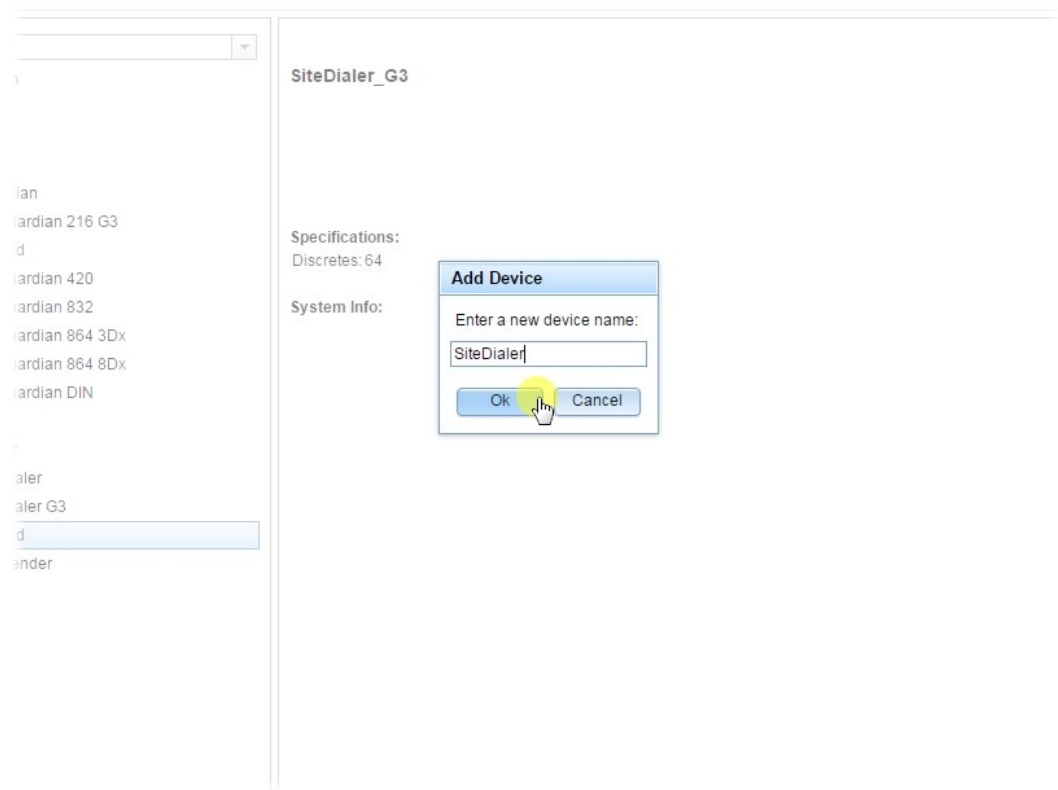 SiteDialer_G3
ian
ardian 216 G3
d
ardian 420
ardian 832
ardian 864 3Dx
ardian 864 8Dx
ardian DIN
aler
aler G3
d
ender
Specifications:
Discretes: 64
System Info:
Add Device
Enter a new device name:
SiteDialer
Ok Cancel